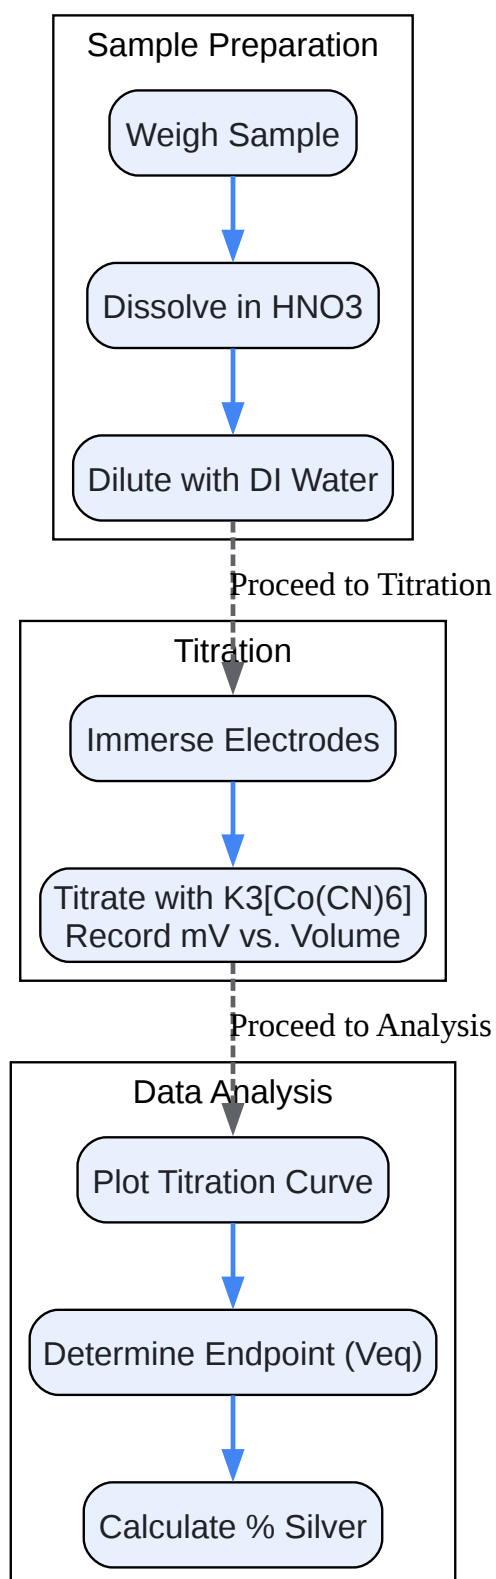 Sample Preparation
Weigh Sample
Dissolve in HNO3
Dilute with DI Water
Proceed to Titration
Titration
Immerse Electrodes
Titrate with K3[Co(CN)6]
Record mV vs. Volume
Proceed to Analysis
Data Analysis
Plot Titration Curve
Determine Endpoint (Veq)
Calculate % Silver